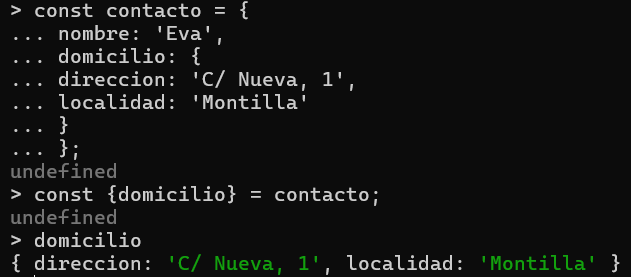 > const contacto = {
... nombre: 'Eva',
... domicilio: {
... direccion: 'C/ Nueva, 1',
... localidad: 'Montilla'
... }
... };
undefined
> const {domicilio} = contacto;
undefined
> domicilio
{ direccion: 'C/ Nueva, 1', localidad: 'Montilla' }